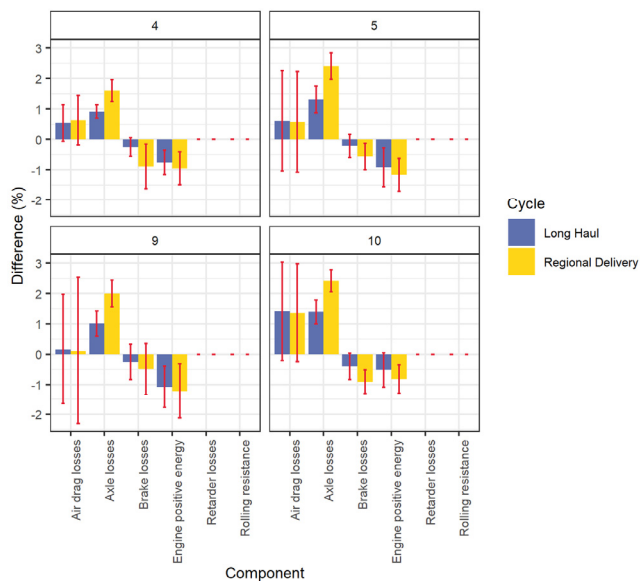 4
5
3
2
1
0
-1
-2
9
10
3
2
1
0
-1
-2
Difference (%)
Cycle
Long Haul
Regional Delivery
Air drag losses
Axle losses
Brake losses
Engine positive energy
Retarder losses
Rolling resistance
Air drag losses
Axle losses
Brake losses
Engine positive energy
Retarder losses
Rolling resistance
Component